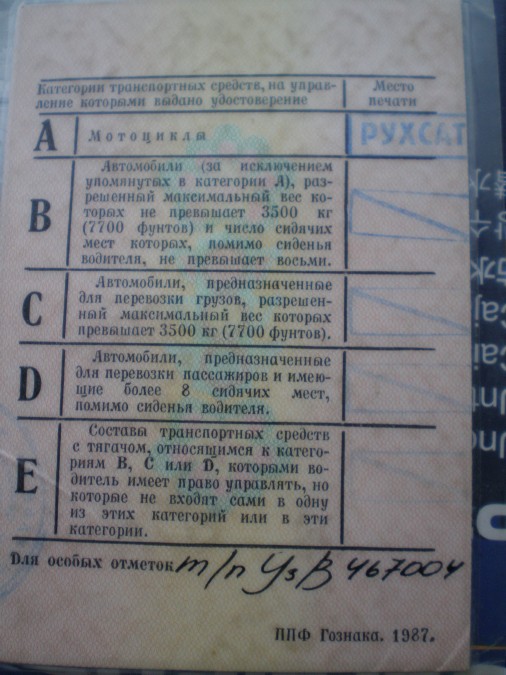 Категории транспортных средств, на управ-
ление которыми выдано удостоверение
Место
печати
A
Мотоциклы
РУХСАТ
B
Автомобили (за исключением
упомянутых в категории А), раз-
решенный максимальный вес ко-
торых не превышает 3500 кг
(7700 фунтов) и число сидячих
мест которых, помимо сиденья
водителя, не превышает восьми.
C
Автомобили, предназначенные
для перевозки грузов, разрешен-
ный максимальный вес которых
превышает 3500 кг (7700 фунтов).
D
Автомобили, предназначенные
для перевозки пассажиров и имею-
щие более 8 сидячих мест,
помимо сиденья водителя.
E
Составы транспортных средств
с тягачом, относящимся к катего-
риям B, C или D, которыми во-
дитель имеет право управлять, но
которые не входят сами в одну
из этих категорий или в эти
категории.
Для особых отметок т/п УзВ 467004
ППФ Гознака. 1987.